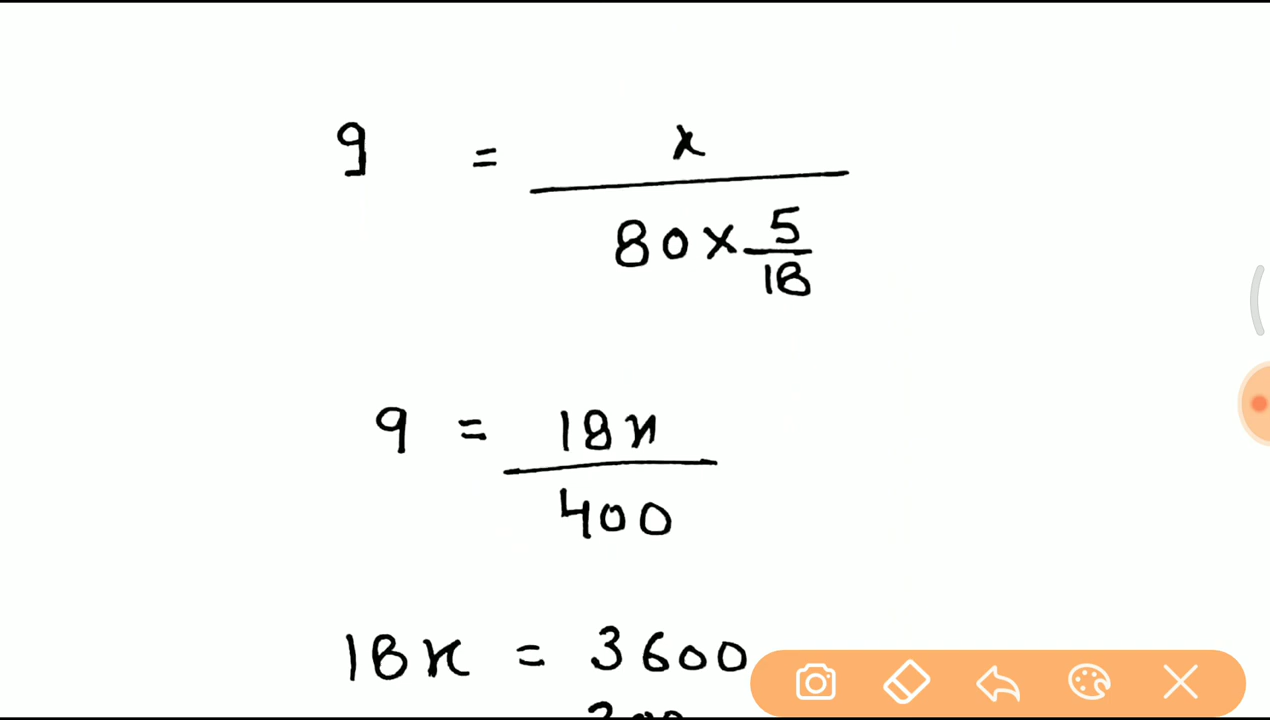 9 = x
80 × 5
18
9 = 18x
400
18x = 3600